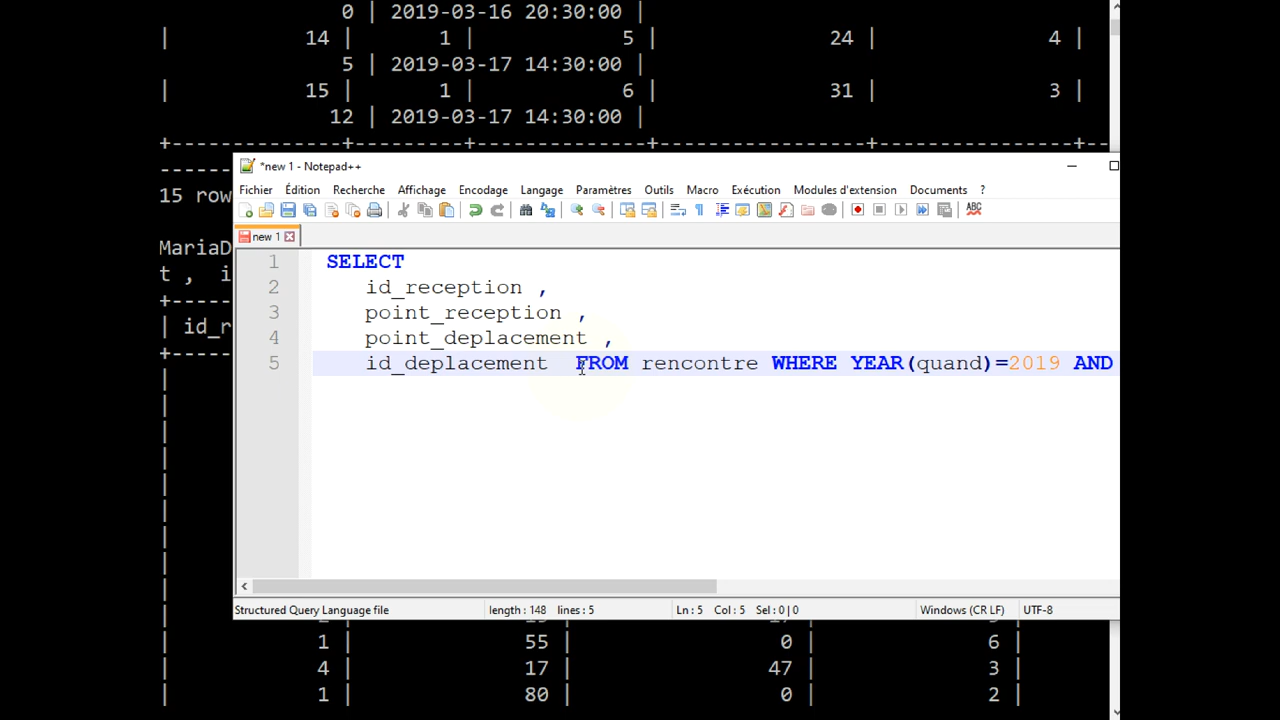 0 | 2019-03-16 20:30:00 |
| 14 | 1 | 5 | 24 | 4 |
5 | 2019-03-17 14:30:00 |
| 15 | 1 | 6 | 31 | 3 |
12 | 2019-03-17 14:30:00 |
+--------------+---------+--------------+----------------+---------------+--
*new 1 - Notepad++
Fichier Édition Recherche Affichage Encodage Langage Paramètres Outils Macro Exécution Modules d'extension Documents ?
15 row
new 1
MariaD
t , i
| id_r
1 SELECT
2 id_reception ,
3 point_reception ,
4 point_deplacement ,
5 id_deplacement FROM rencontre WHERE YEAR(quand)=2019 AND
Structured Query Language file length : 148 lines : 5 Ln : 5 Col : 5 Sel : 0 | 0 Windows (CR LF) UTF-8
| 1 | 55 | 0 | 6 |
| 4 | 17 | 47 | 3 |
| 1 | 80 | 0 | 2 |